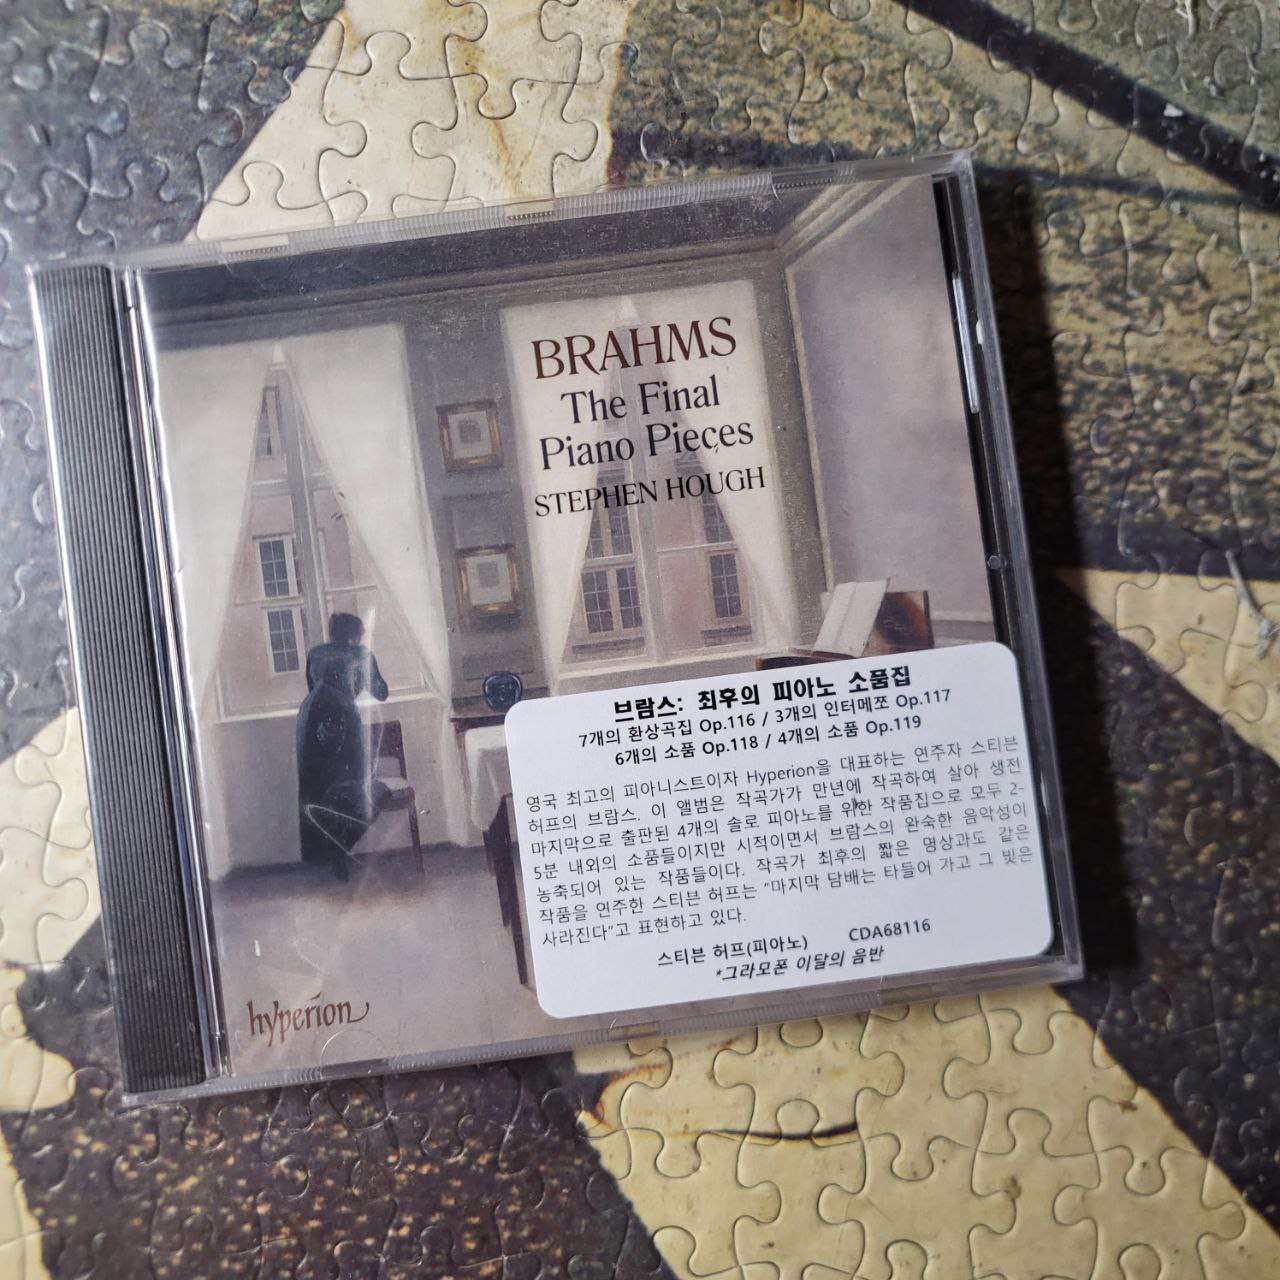 BRAHMS
The Final
Piano Pieces
STEPHEN HOUGH
브람스: 최후의 피아노 소품집
7개의 환상곡집 Op.116 / 3개의 인터메쪼 Op.117
6개의 소품 Op.118 / 4개의 소품 Op.119
영국 최고의 피아니스트이자 Hyperion을 대표하는 연주자 스티븐
허프의 브람스. 이 앨범은 작곡가가 만년에 작곡하여 살아 생전
마지막으로 출판된 4개의 솔로 피아노를 위한 작품집으로 모두 2-
5분 내외의 소품들이지만 시적이면서 브람스의 완숙한 음악성이
농축되어 있는 작품들이다. 작곡가 최후의 짧은 명상과도 같은
작품을 연주한 스티븐 허프는 "마지막 담배는 타들어 가고 그 빛은
사라진다"고 표현하고 있다.
스티븐 허프(피아노) CDA68116
*그라모폰 이달의 음반
hyperion